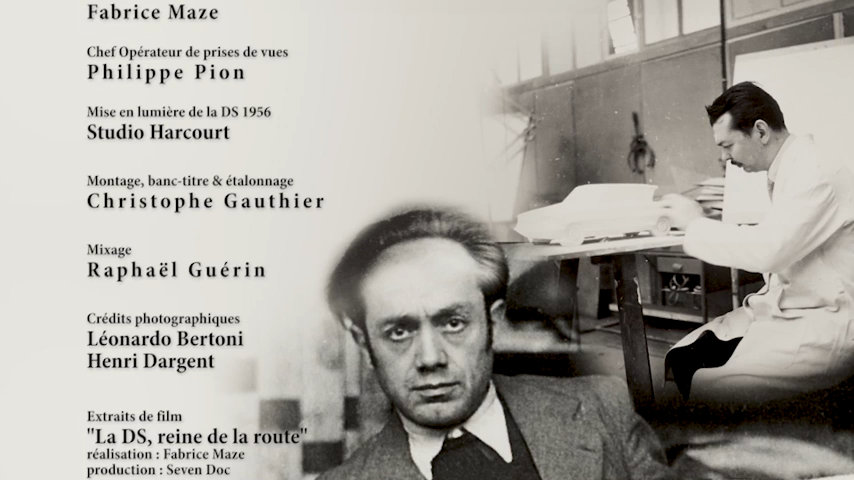 Fabrice Maze
Chef Opérateur de prises de vues
Philippe Pion
Mise en lumière de la DS 1956
Studio Harcourt
Montage, banc-titre & étalonnage
Christophe Gauthier
Mixage
Raphaël Guérin
Crédits photographiques
Léonardo Bertoni
Henri Dargent
Extraits de film
"La DS, reine de la route"
réalisation : Fabrice Maze
production : Seven Doc